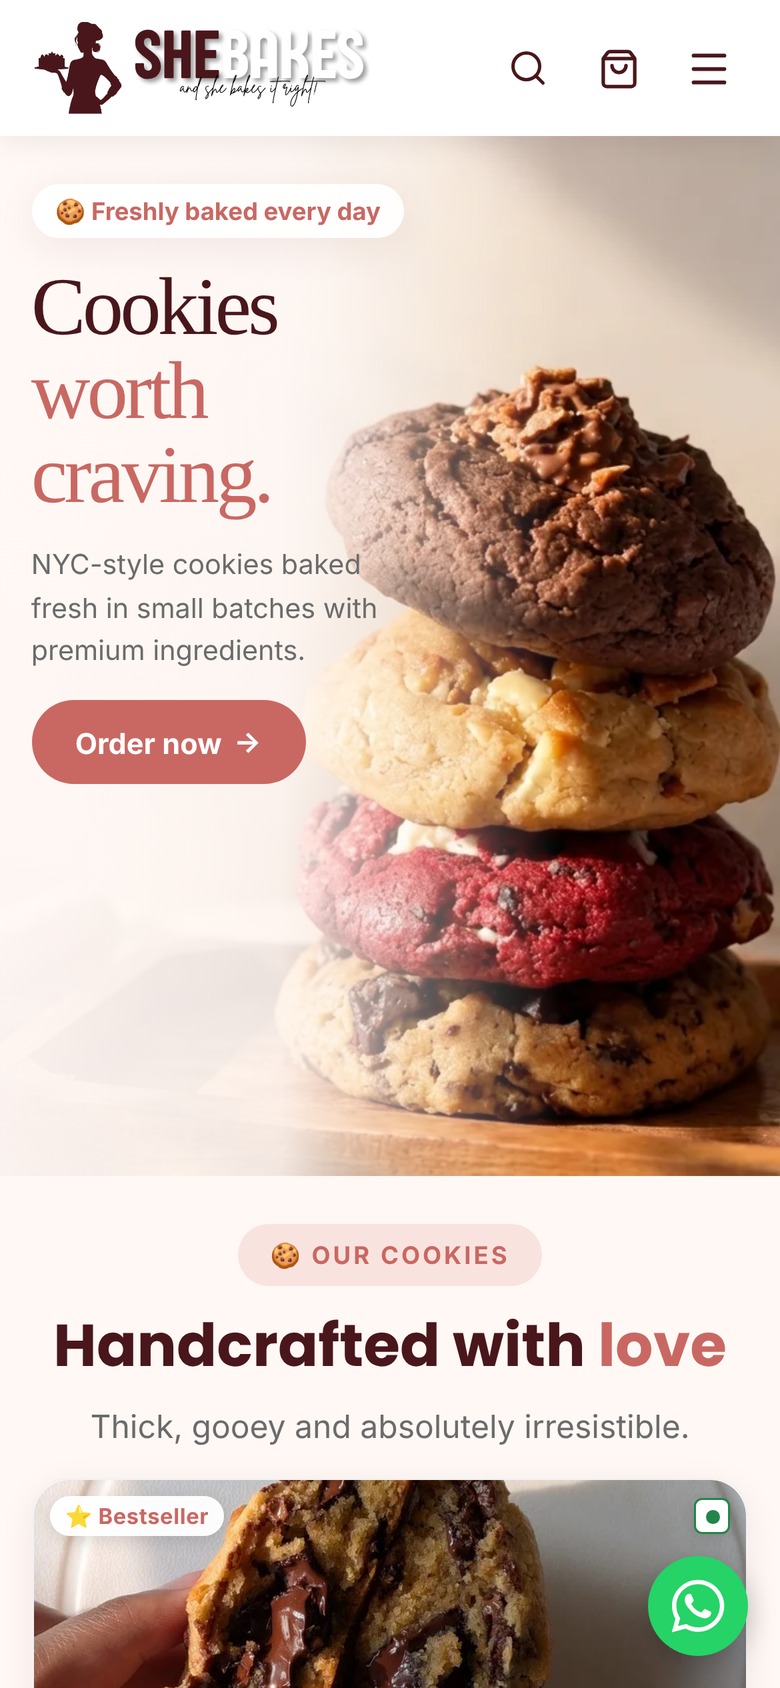 SHEBAKES
and she bakes it right!
🍪 Freshly baked every day
Cookies
worth
craving.
NYC-style cookies baked
fresh in small batches with
premium ingredients.
Order now →
🍪 OUR COOKIES
Handcrafted with love
Thick, gooey and absolutely irresistible.
⭐ Bestseller